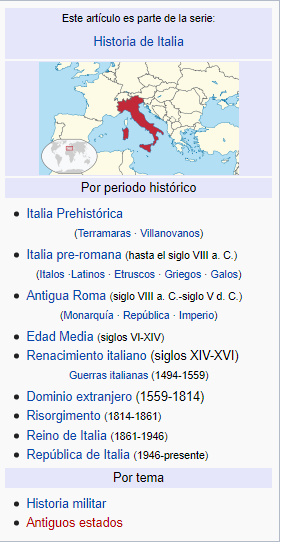 Este artículo es parte de la serie:
Historia de Italia
Por periodo histórico
Italia Prehistórica
(Terramaras · Villanovanos)
Italia pre-romana (hasta el siglo VIII a. C.)
(Italos ·Latinos · Etruscos · Griegos · Galos)
Antigua Roma (siglo VIII a. C.-siglo V d. C.)
(Monarquía · República · Imperio)
Edad Media (siglos VI-XIV)
Renacimiento italiano (siglos XIV-XVI)
Guerras italianas (1494-1559)
Dominio extranjero (1559-1814)
Risorgimento (1814-1861)
Reino de Italia (1861-1946)
República de Italia (1946-presente)
Por tema
Historia militar
Antiguos estados